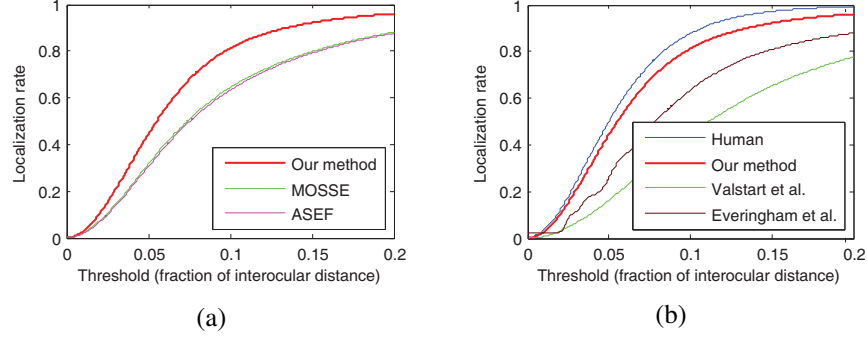 1
0.8
0.6
0.4
0.2
0
Localization rate
Our method
MOSSE
ASEF
0 0.05 0.1 0.15 0.2
Threshold (fraction of interocular distance)
(a)
1
0.8
0.6
0.4
0.2
0
Localization rate
Human
Our method
Valstart et al.
Everingham et al.
0 0.05 0.1 0.15 0.2
Threshold (fraction of interocular distance)
(b)